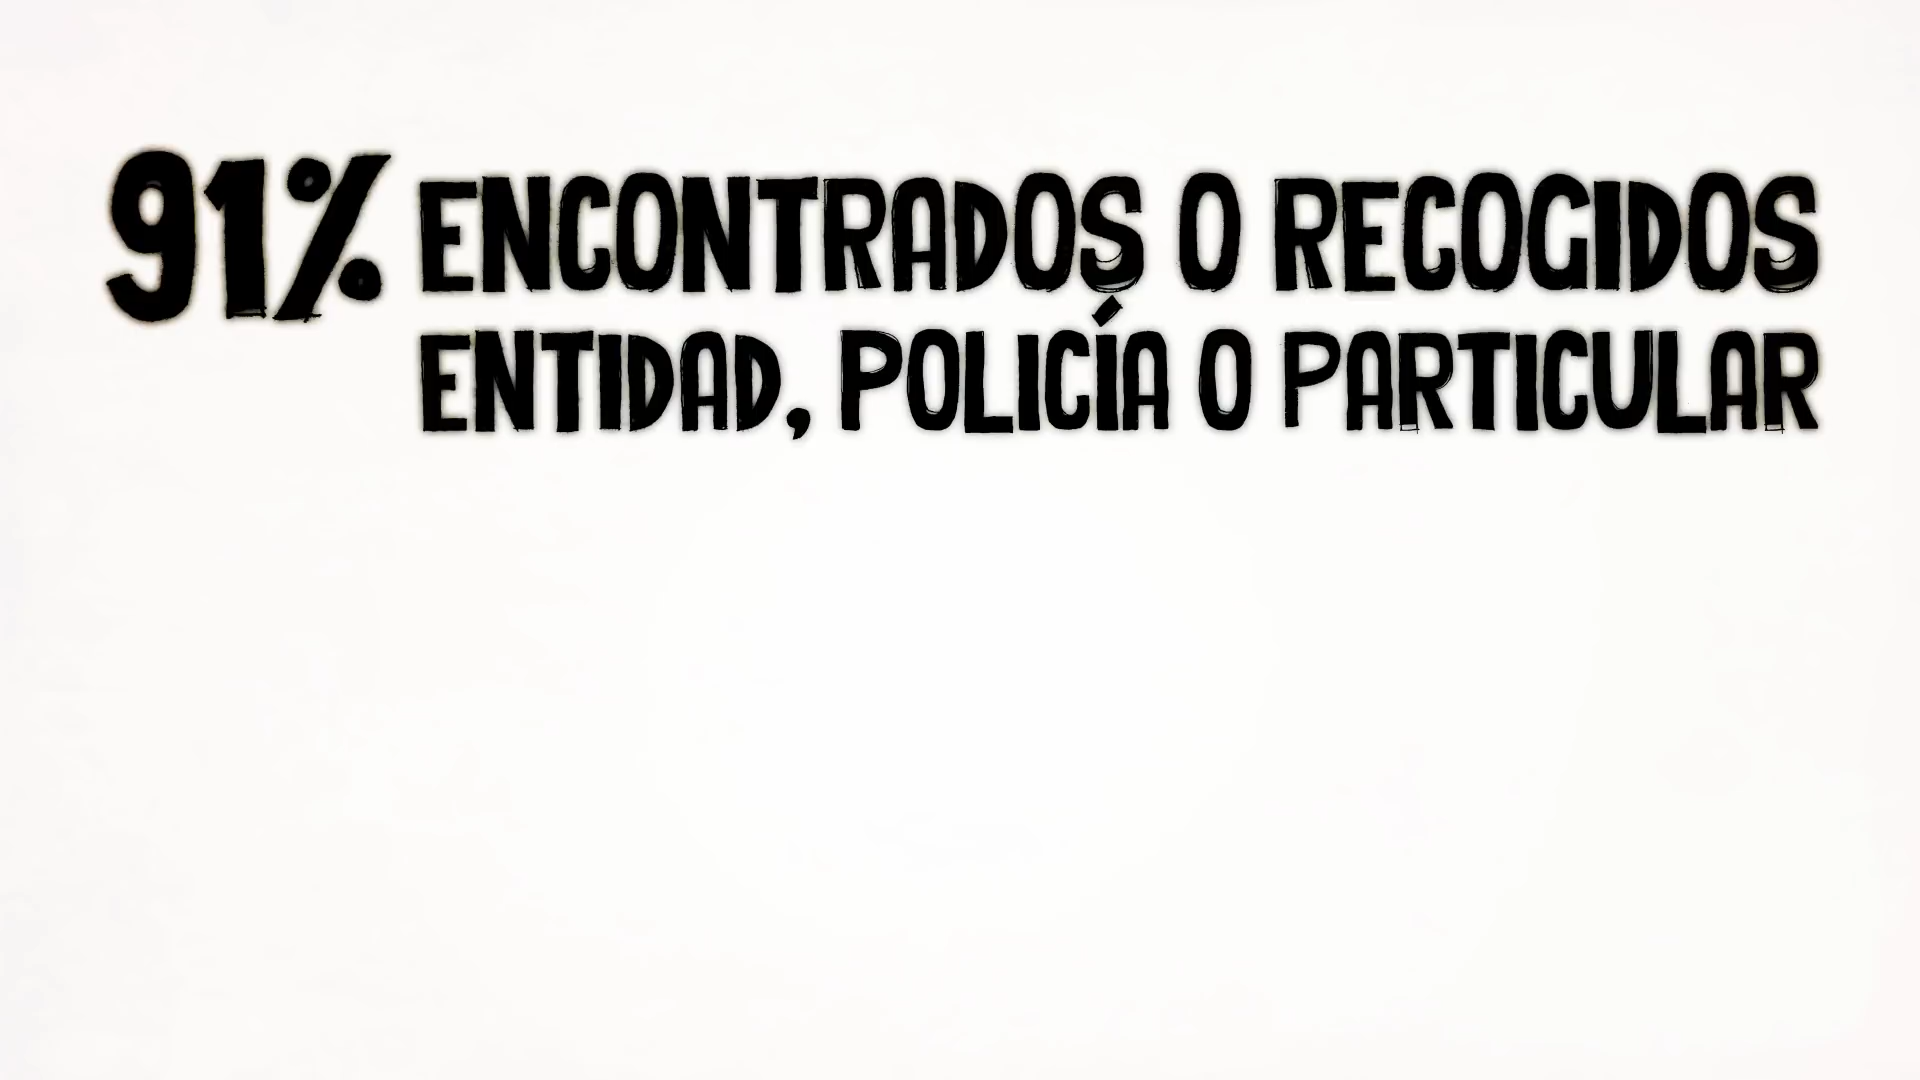 91% ENCONTRADOS O RECOGIDOS
ENTIDAD, POLICÍA O PARTICULAR